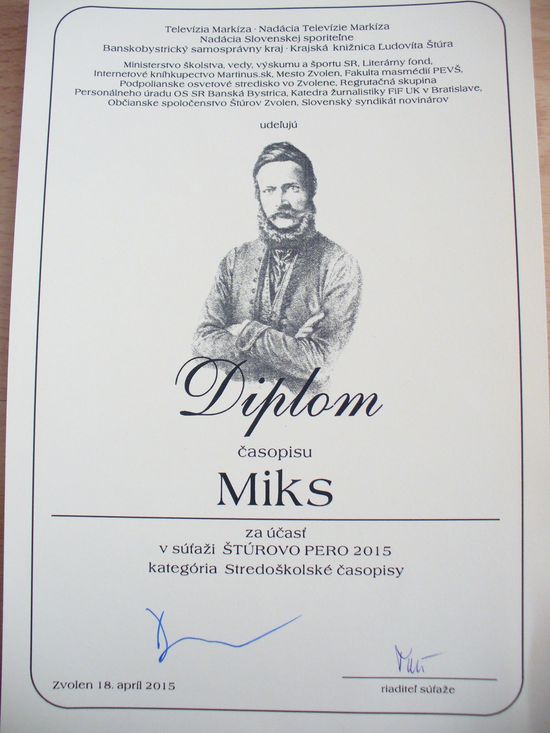 Televízia Markíza · Nadácia Televízie Markíza
Nadácia Slovenskej sporiteľne
Banskobystrický samosprávny kraj · Krajská knižnica Ľudovíta Štúra
Ministerstvo školstva, vedy, výskumu a športu SR, Literárny fond,
Internetové kníhkupectvo Martinus.sk, Mesto Zvolen, Fakulta masmédií PEVŠ,
Podpolianske osvetové stredisko vo Zvolene, Regrutačná skupina
Personálneho úradu OS SR Banská Bystrica, Katedra žurnalistiky FiF UK v Bratislave,
Občianske spoločenstvo Štúrov Zvolen, Slovenský syndikát novinárov
udeľujú
Diplom
časopisu
Miks
za účasť
v súťaži ŠTÚROVO PERO 2015
kategória Stredoškolské časopisy
Zvolen 18. apríl 2015
riaditeľ súťaže